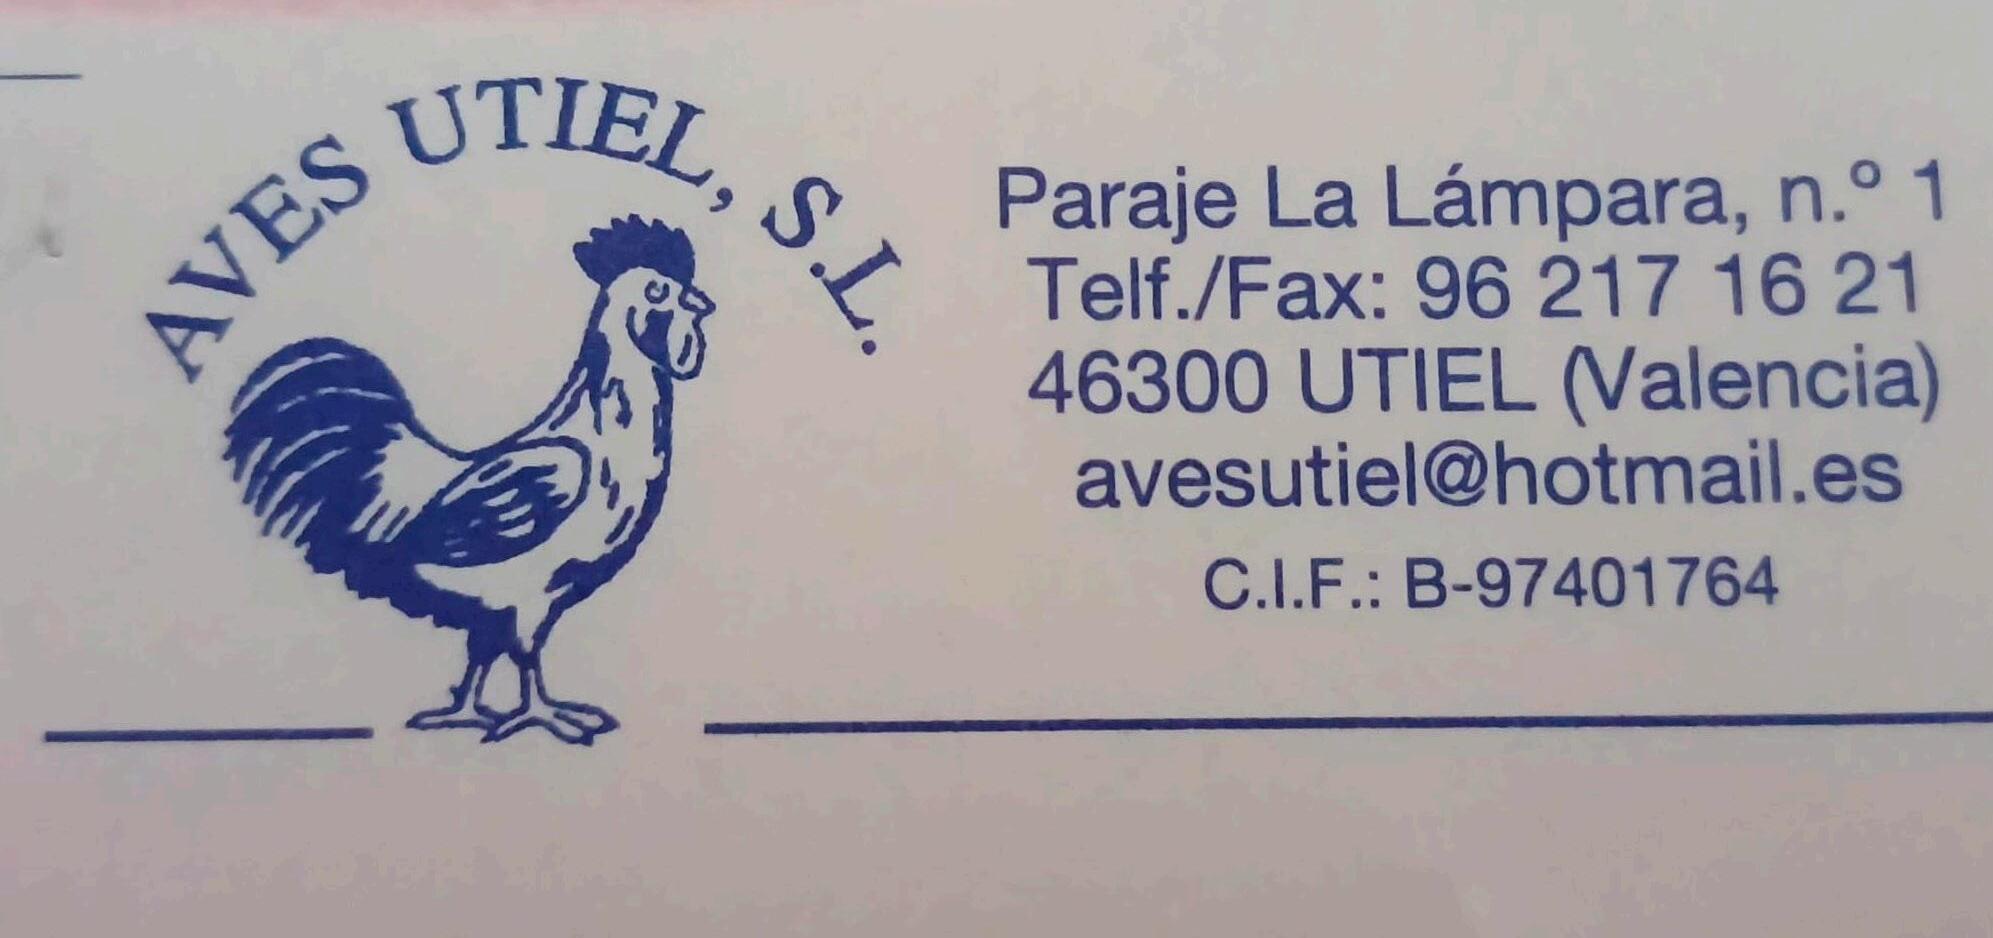 AVES UTIEL, S.L.
Paraje La Lámpara, n.º 1
Telf./Fax: 96 217 16 21
46300 UTIEL (Valencia)
avesutiel@hotmail.es
C.I.F.: B-97401764